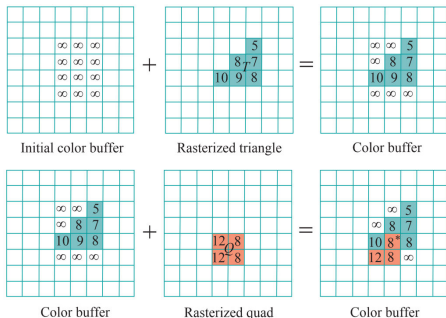 ∞ ∞ ∞
∞ ∞ ∞
∞ ∞ ∞
∞ ∞ ∞
Initial color buffer
+
5
8 7
T
10 9 8
Rasterized triangle
=
∞ ∞ 5
∞ 8 7
10 9 8
∞ ∞ ∞
Color buffer
∞ ∞ 5
∞ 8 7
10 9 8
∞ ∞ ∞
Color buffer
+
12 8
Q
12 8
Rasterized quad
=
∞ ∞ 5
∞ 8 7
10 8* 8
12 8 ∞
Color buffer